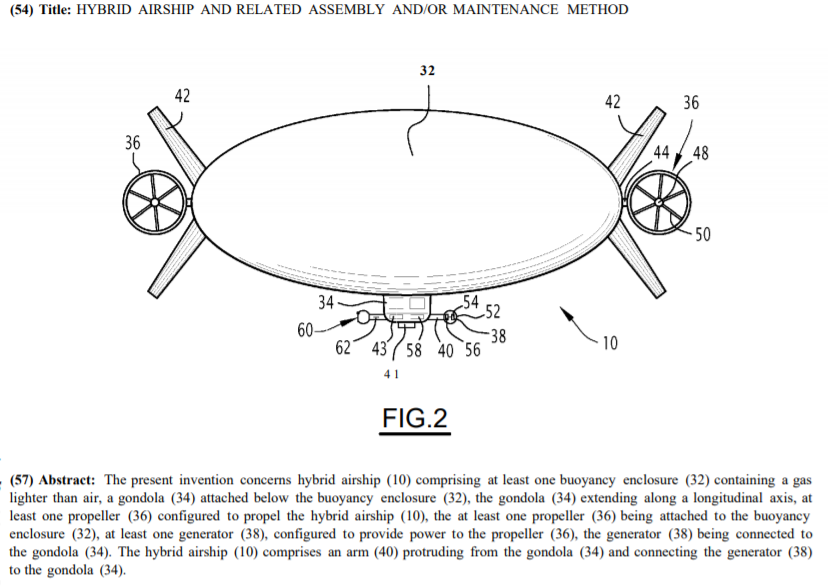 (54) Title: HYBRID AIRSHIP AND RELATED ASSEMBLY AND/OR MAINTENANCE METHOD
32
42
42
36
36
44
48
50
34
54
52
60
38
62
43
58
40
56
10
41
FIG.2
(57) Abstract: The present invention concerns hybrid airship (10) comprising at least one buoyancy enclosure (32) containing a gas
lighter than air, a gondola (34) attached below the buoyancy enclosure (32), the gondola (34) extending along a longitudinal axis, at
least one propeller (36) configured to propel the hybrid airship (10), the at least one propeller (36) being attached to the buoyancy
enclosure (32), at least one generator (38), configured to provide power to the propeller (36), the generator (38) being connected to
the gondola (34). The hybrid airship (10) comprises an arm (40) protruding from the gondola (34) and connecting the generator (38)
to the gondola (34).